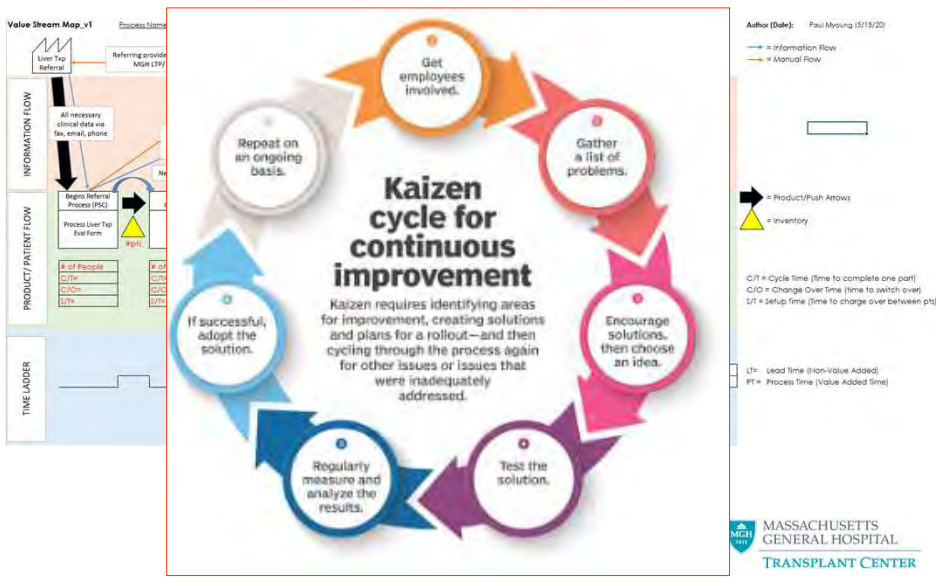 Value Stream Map_v1
Process Name
Author (Date): Paul Myoung (5/15/20)
Liver Txp
Referral
Referring provide
MGH LTP/
= Information Flow
= Manual Flow
INFORMATION FLOW
All necessary
clinical data via
fax, email, phone
Ne
PRODUCT/ PATIENT FLOW
Begins Referral
Process (PSC)
Process Liver Txp
Eval Form
#pts
# of People
C/T=
C/O=
S/T=
# of
C/T=
C/O
S/T=
TIME LADDER
Get
employees
involved.
Gather
a list of
problems.
Encourage
solutions,
then choose
an idea.
4
Test the
solution.
5
Regularly
measure and
analyze the
results.
If successful,
adopt the
solution.
Repeat on
an ongoing
basis.
Kaizen
cycle for
continuous
improvement
Kaizen requires identifying areas
for improvement, creating solutions
and plans for a rollout—and then
cycling through the process again
for other issues or issues that
were inadequately
addressed.
= Product/Push Arrows
= Inventory
C/T = Cycle Time (Time to complete one part)
C/O = Change Over Time (time to switch over)
S/T = Setup Time (Time to charge over between pts)
LT= Lead Time (Non-Value Added)
PT = Process Time (Value Added Time)
MGH
1811
MASSACHUSETTS
GENERAL HOSPITAL
TRANSPLANT CENTER